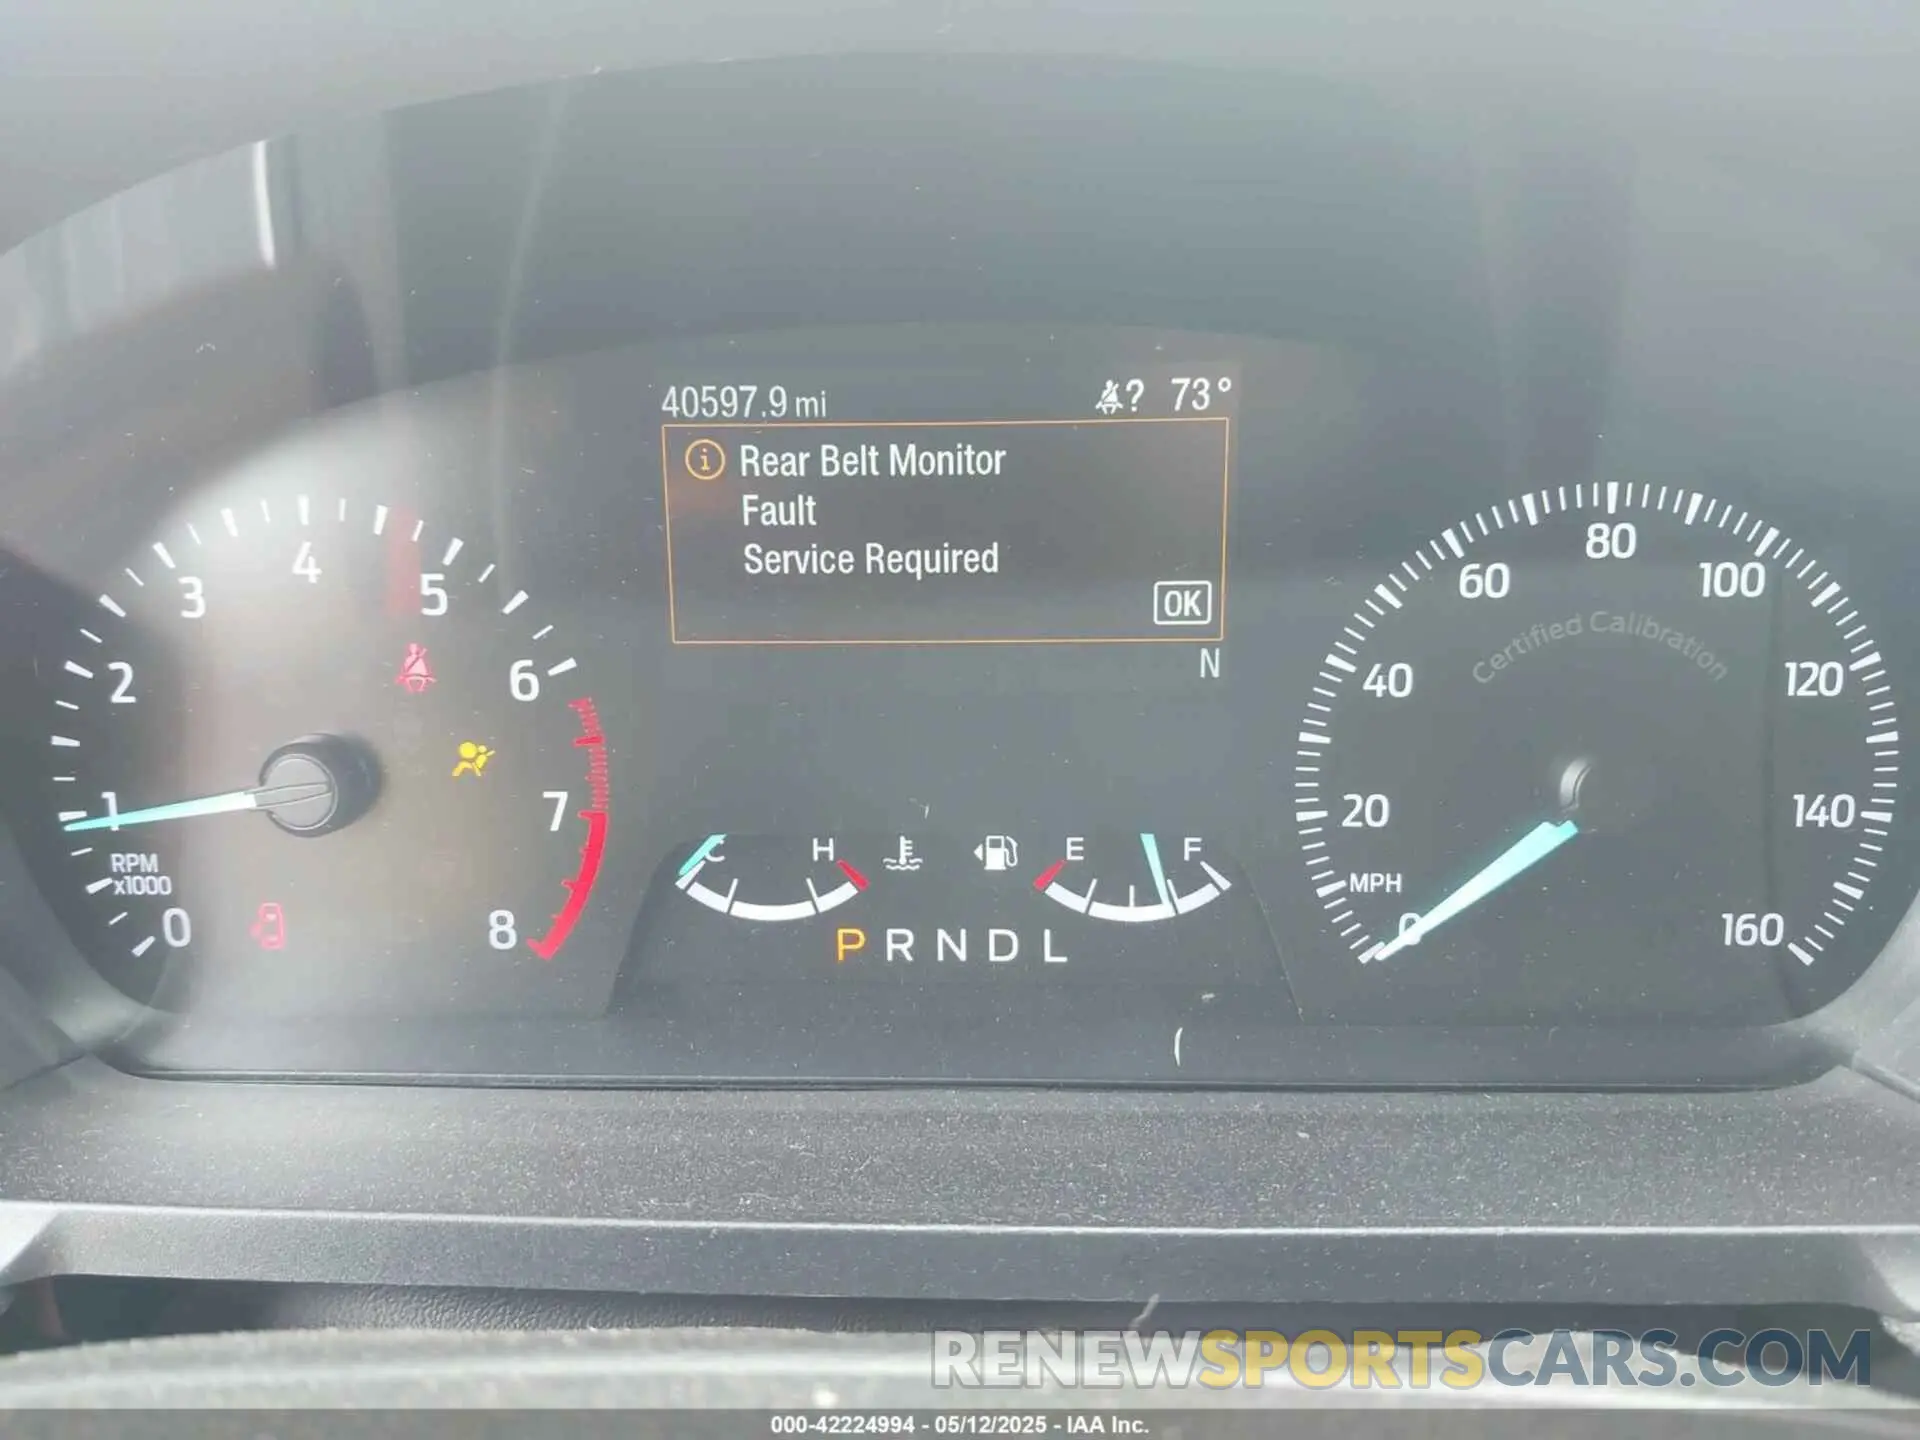 40597.9 mi ? 73°
Rear Belt Monitor
Fault
Service Required
OK
N
0 1 2 3 4 5 6 7 8
RPM
x1000
C H E F
P R N D L
0 20 40 60 80 100 120 140 160
MPH
Certified Calibration
RENEWSPORTSCARS.COM
000-42224994 - 05/12/2025 - IAA Inc.